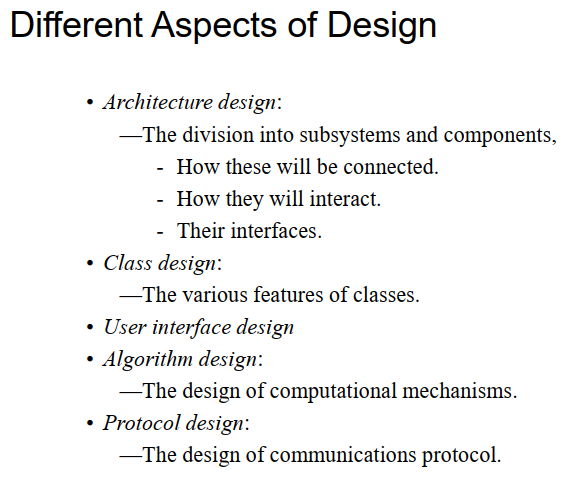 Different Aspects of Design
• Architecture design:
—The division into subsystems and components,
- How these will be connected.
- How they will interact.
- Their interfaces.
• Class design:
—The various features of classes.
• User interface design
• Algorithm design:
—The design of computational mechanisms.
• Protocol design:
—The design of communications protocol.